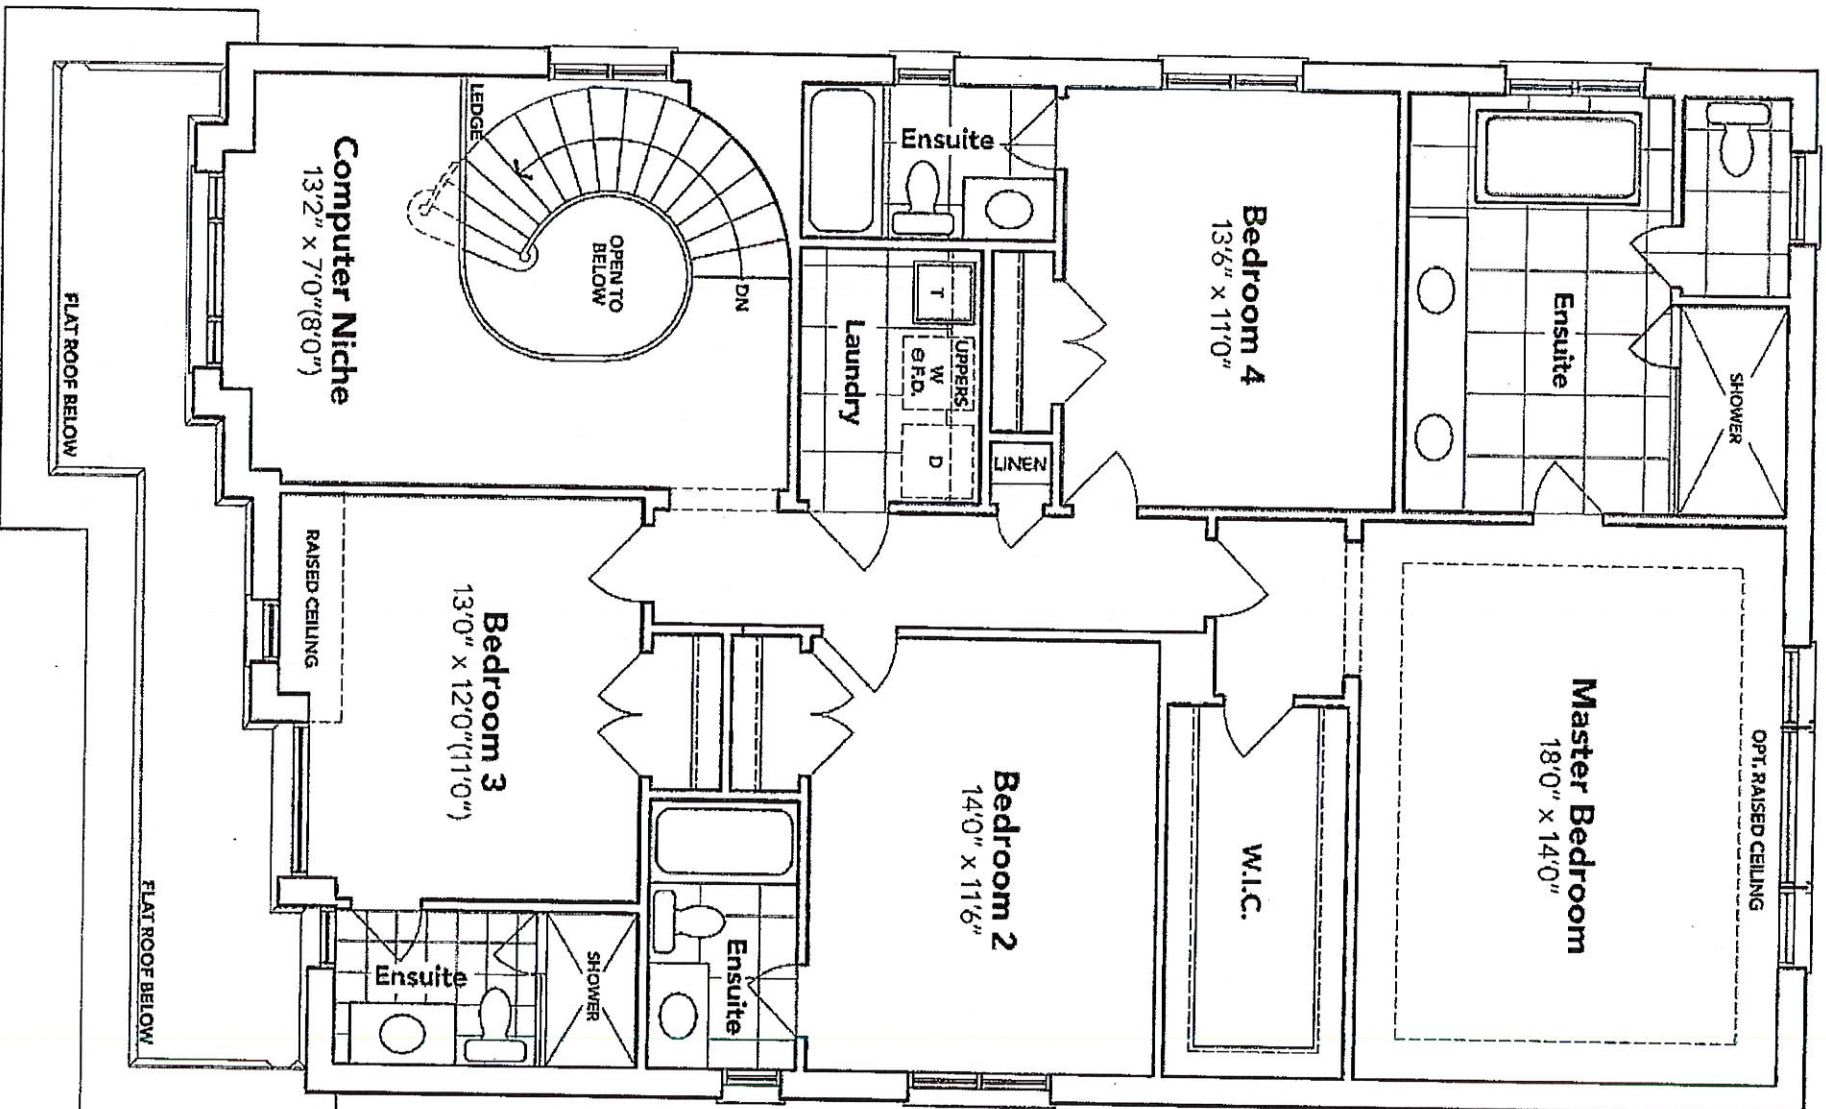 OPT. RAISED CEILING
Master Bedroom
18'0" x 14'0"
SHOWER
Ensuite
W.I.C.
Bedroom 4
13'6" x 11'0"
Bedroom 2
14'0" x 11'6"
LINEN
Ensuite
UPPERS
T
W
@ F.D.
D
Laundry
Ensuite
DN
OPEN TO
BELOW
LEDGE
Computer Niche
13'2" x 7'0"(8'0")
Bedroom 3
13'0" x 12'0"(11'0")
SHOWER
Ensuite
RAISED CEILING
FLAT ROOF BELOW
FLAT ROOF BELOW